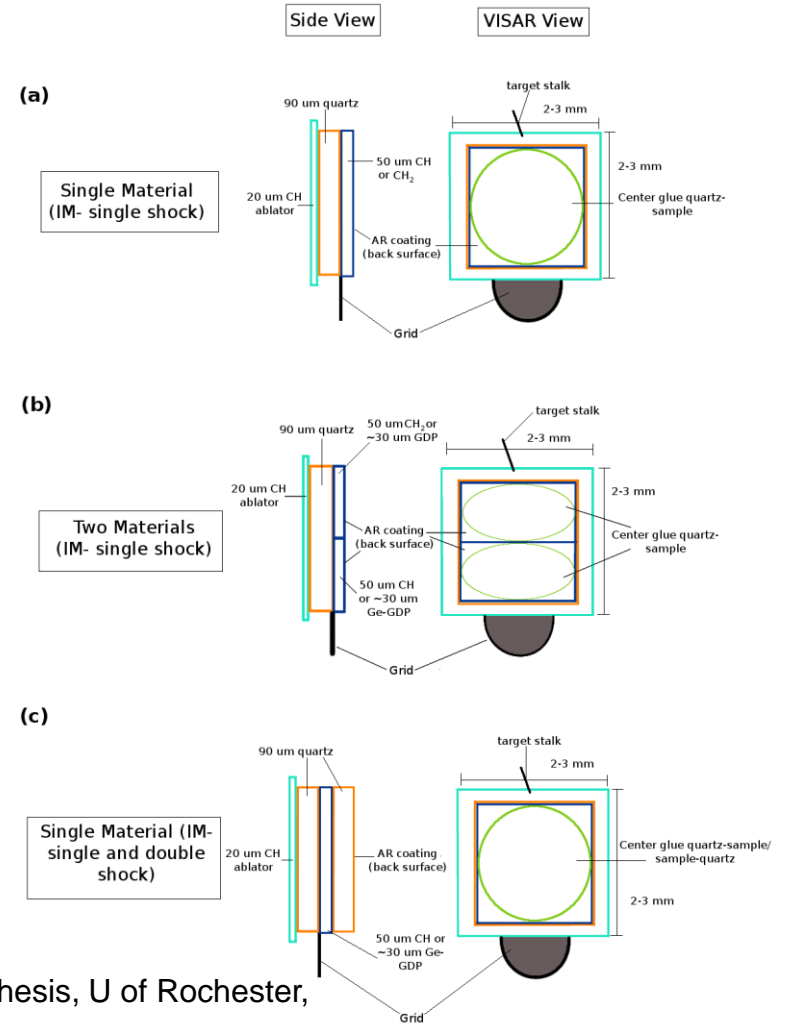 Side View
VISAR View
(a)
Single Material
(IM- single shock)
90 um quartz
20 um CH
ablator
50 um CH
or CH₂
AR coating
(back surface)
target stalk
2-3 mm
2-3 mm
Center glue quartz-
sample
Grid
(b)
Two Materials
(IM- single shock)
90 um quartz
50 um CH₂ or
~30 um GDP
20 um CH
ablator
AR coating
(back surface)
50 um CH
or ~30 um
Ge-GDP
target stalk
2-3 mm
2-3 mm
Center glue quartz-
sample
Grid
(c)
Single Material (IM-
single and double
shock)
90 um quartz
20 um CH
ablator
AR coating
(back surface)
50 um CH or
~30 um Ge-
GDP
target stalk
2-3 mm
Center glue quartz-sample/
sample-quartz
2-3 mm
Grid
hesis, U of Rochester,